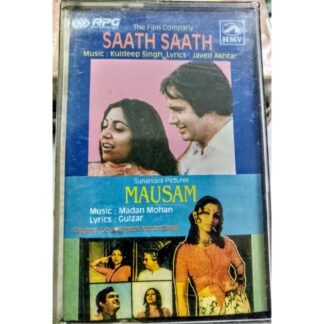 RPG
The Film Company
HMV
SAATH SAATH
Music : Kuldeep Singh, Lyrics : Javed Akhtar
Sunaridni Pictures
MAUSAM
Music : Madan Mohan
Lyrics : Gulzar
Original Soundtrack Recordings